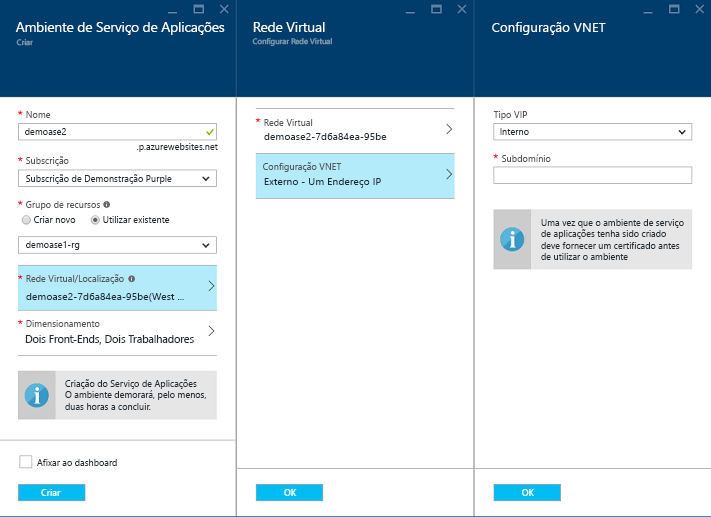 Ambiente de Serviço de Aplicações
Criar
* Nome
demoase2
.p.azurewebsites.net
* Subscrição
Subscrição de Demonstração Purple
* Grupo de recursos
Criar novo
Utilizar existente
demoase1-rg
* Rede Virtual/Localização
demoase2-7d6a84ea-95be(West ...
* Dimensionamento
Dois Front-Ends, Dois Trabalhadores
Criação do Serviço de Aplicações
O ambiente demorará, pelo menos,
duas horas a concluir.
Afixar ao dashboard
Criar
Rede Virtual
Configurar Rede Virtual
* Rede Virtual
demoase2-7d6a84ea-95be
Configuração VNET
Externo - Um Endereço IP
OK
Configuração VNET
Tipo VIP
Interno
* Subdomínio
Uma vez que o ambiente de serviço
de aplicações tenha sido criado
deve fornecer um certificado antes
de utilizar o ambiente
OK